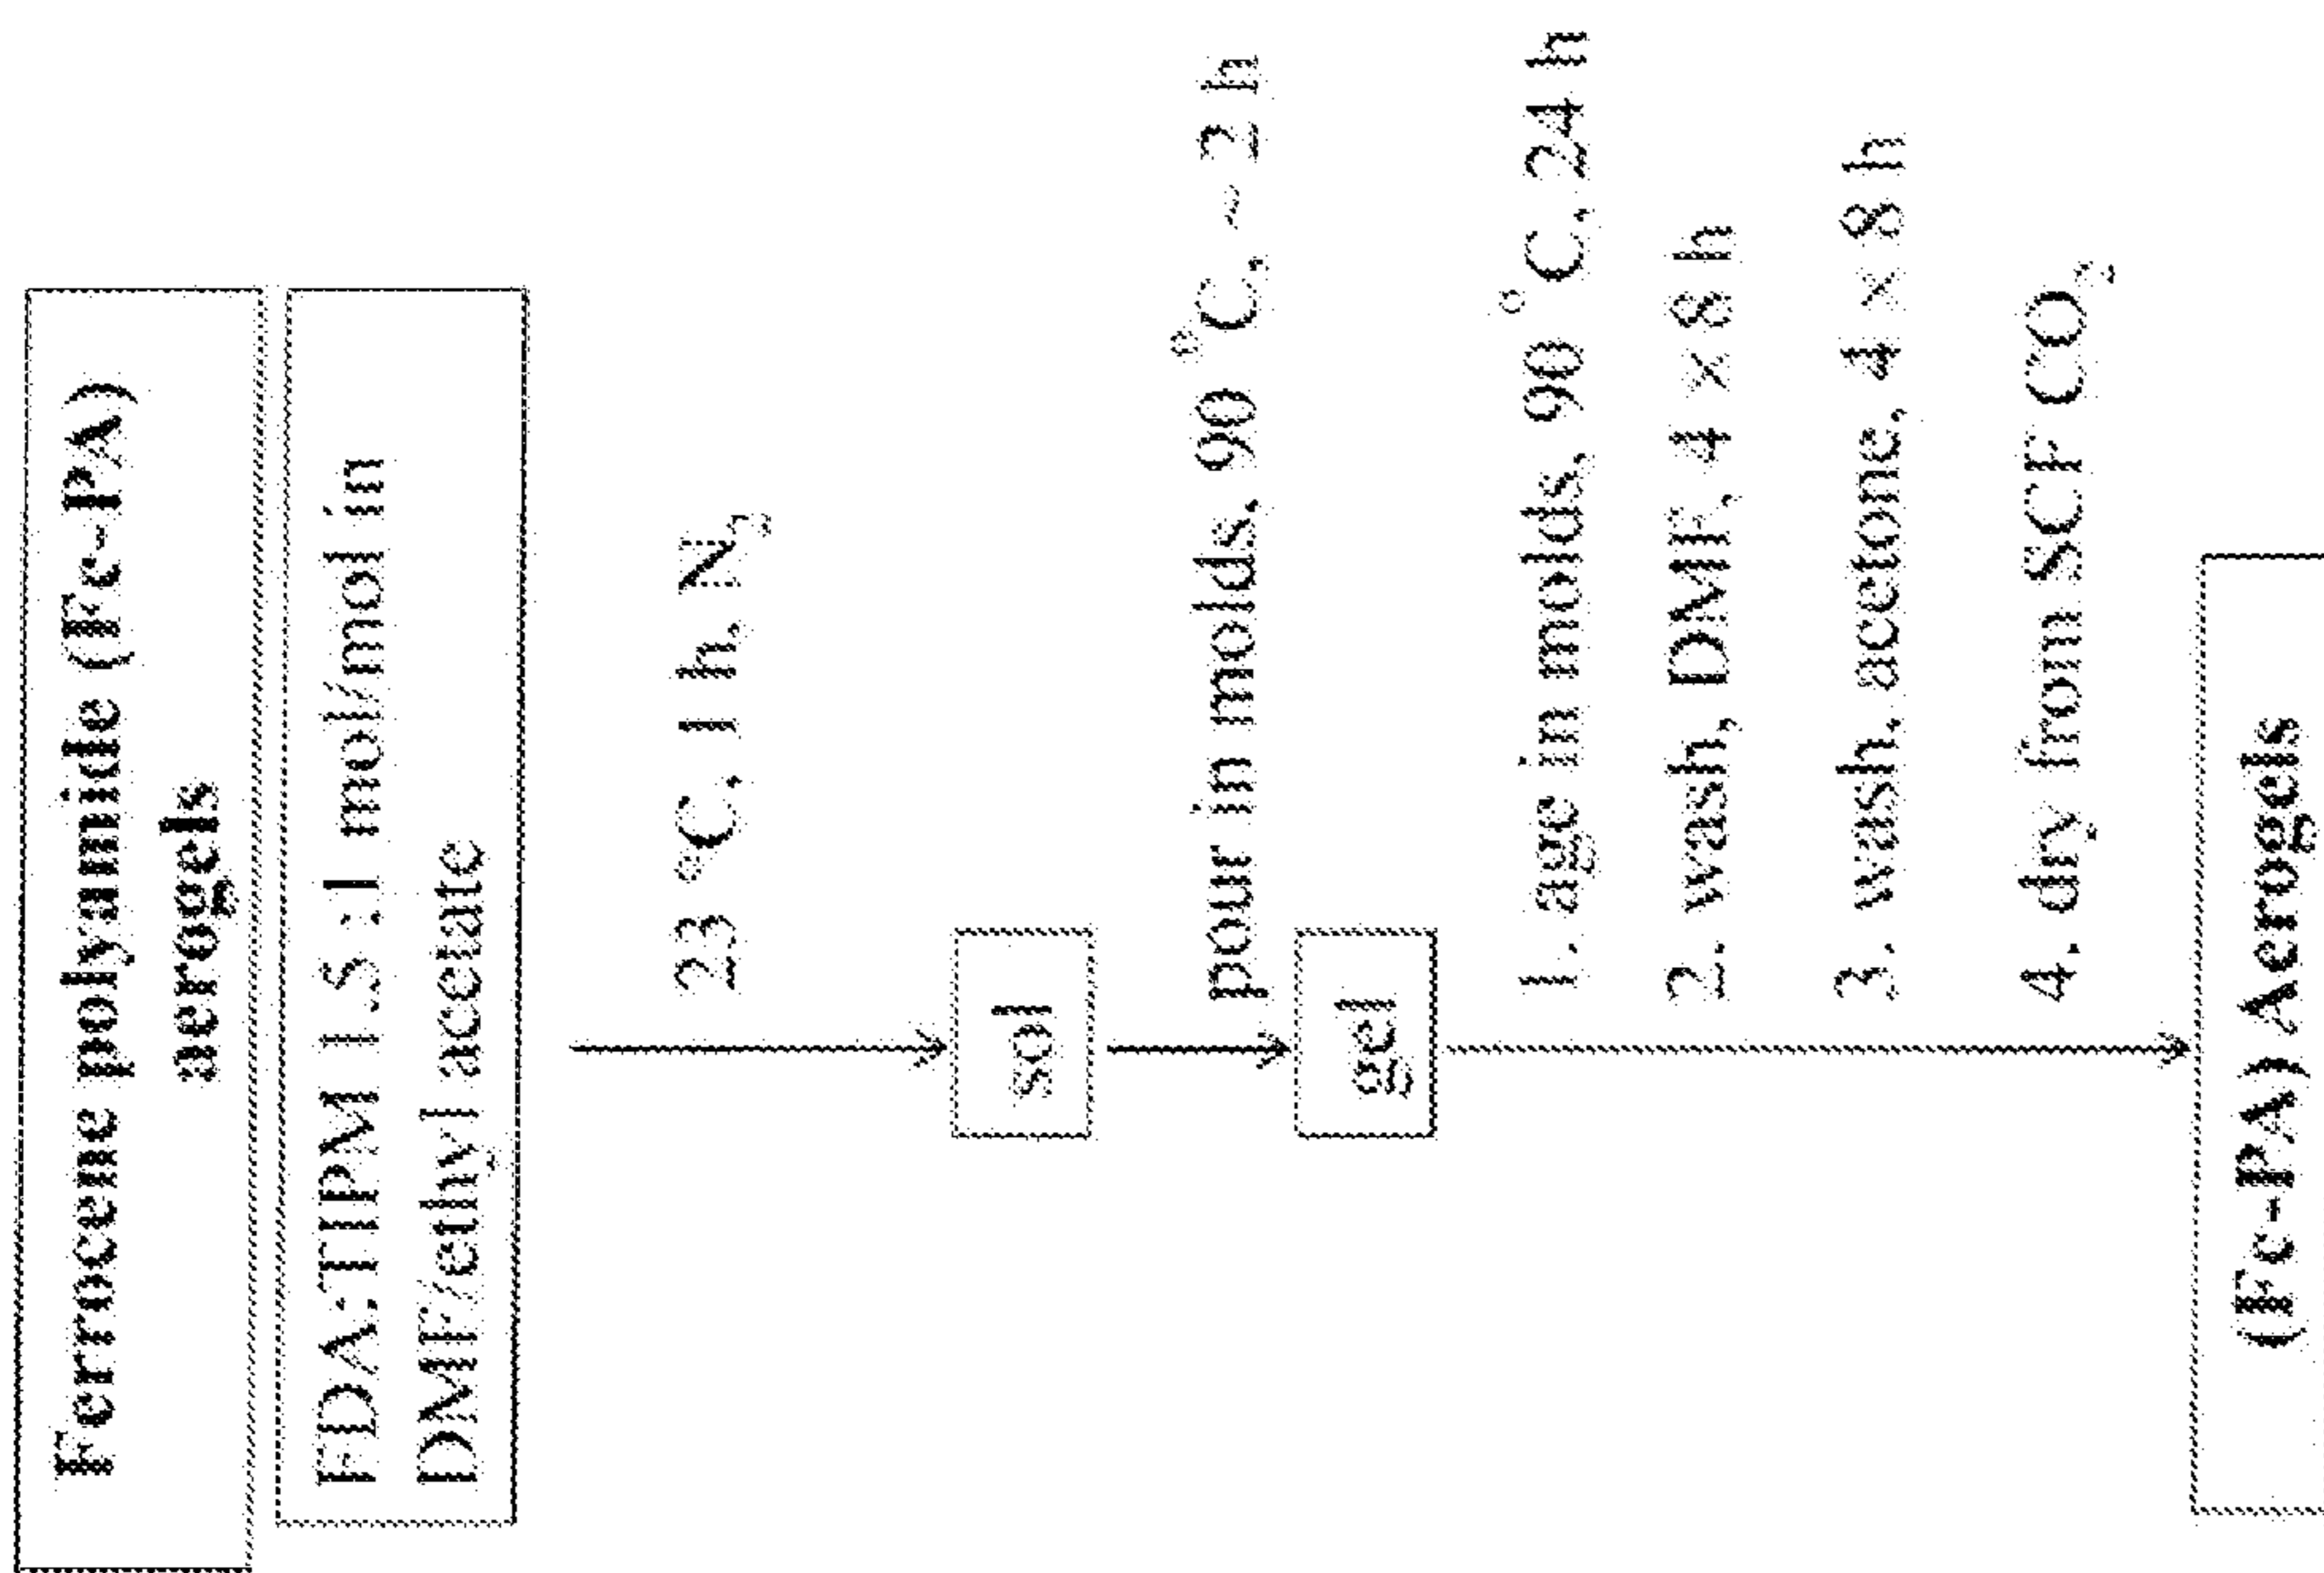 Ferrocene polyamide (Fc-PA)
aerogels
FDA:TIPM 1.5 :1 mol/mol in
DMF/ethyl acetate
23 °C, 1 h, N₂
sol
pour in molds, 90 °C, ~ 2 h
gel
1. age in molds, 90 °C, 24 h
2. wash, DMF, 4 × 8 h
3. wash, acetone, 4 × 8 h
4. dry from SCF CO₂
(Fc-PA) Aerogels